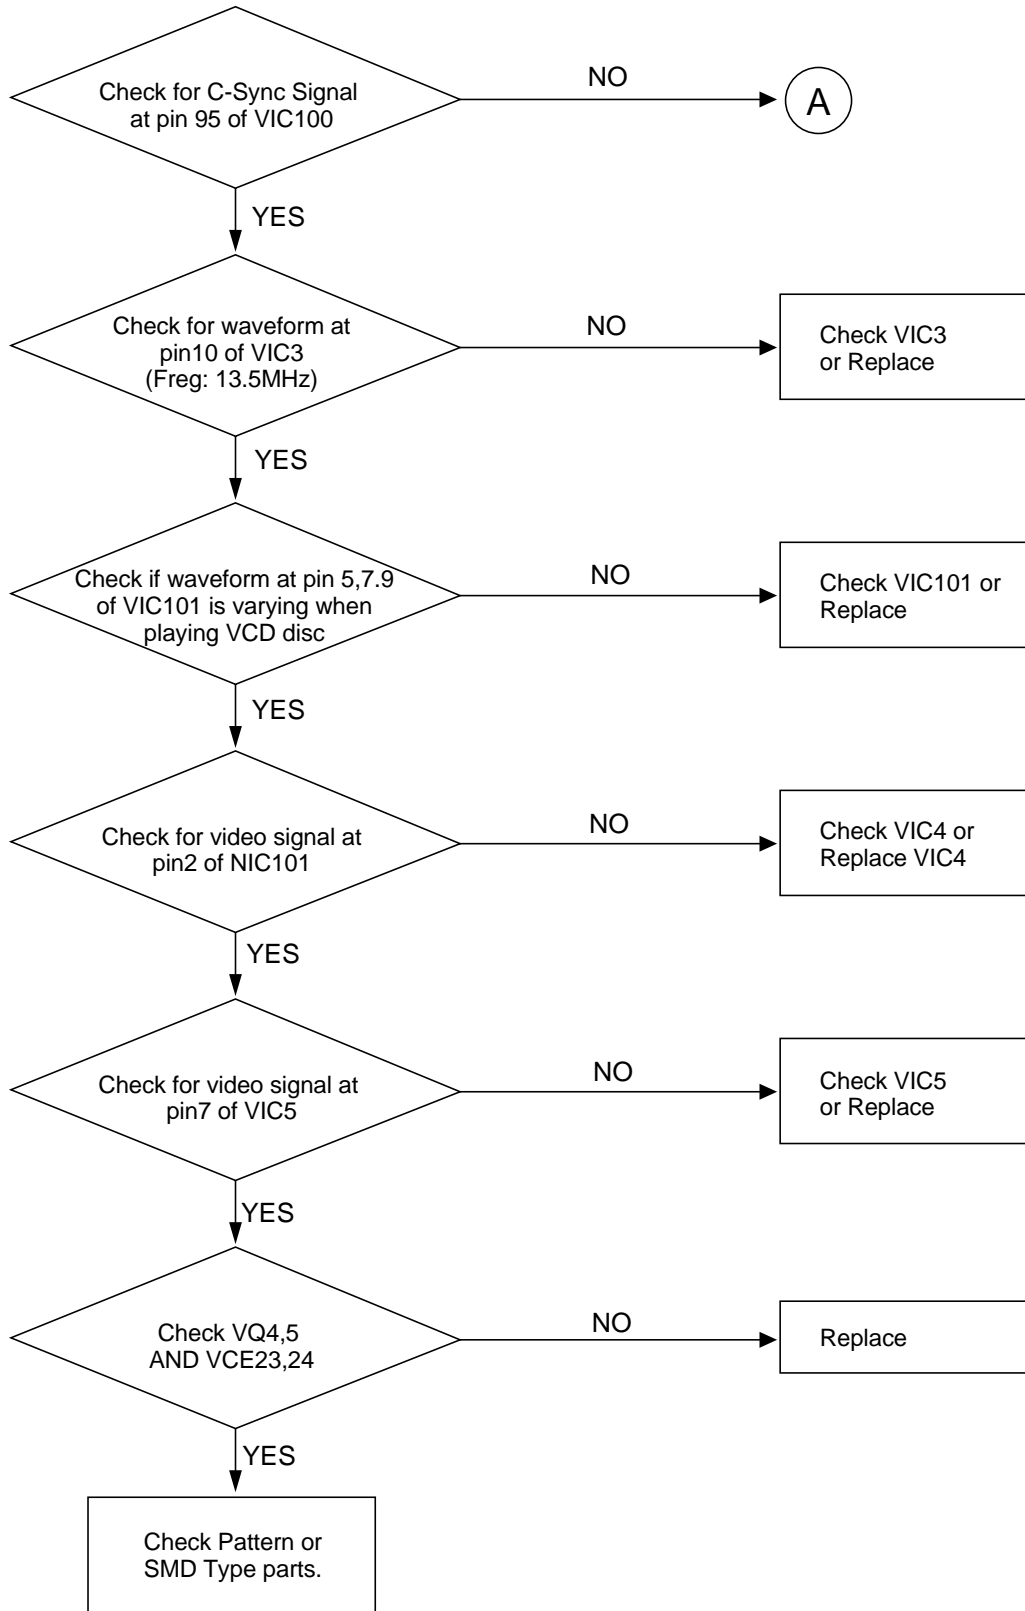 Check for C-Sync Signal
at pin 95 of VIC100
NO
A
YES
Check for waveform at
pin10 of VIC3
(Freg: 13.5MHz)
NO
Check VIC3
or Replace
YES
Check if waveform at pin 5,7.9
of VIC101 is varying when
playing VCD disc
NO
Check VIC101 or
Replace
YES
Check for video signal at
pin2 of NIC101
NO
Check VIC4 or
Replace VIC4
YES
Check for video signal at
pin7 of VIC5
NO
Check VIC5
or Replace
YES
Check VQ4,5
AND VCE23,24
NO
Replace
YES
Check Pattern or
SMD Type parts.